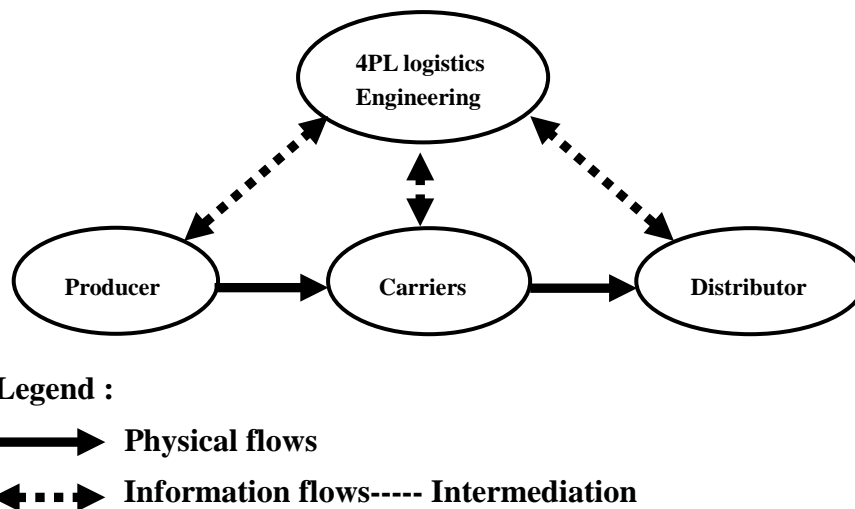 4PL logistics
Engineering
Producer
Carriers
Distributor
Legend :
Physical flows
Information flows----- Intermediation